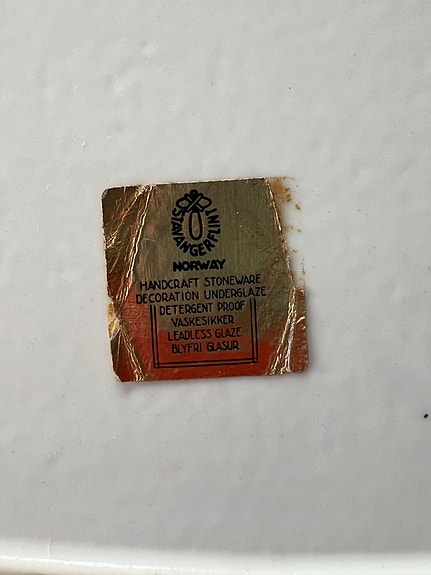 STAVANGERFLINT
NORWAY
HANDCRAFT STONEWARE
DECORATION UNDERGLAZE
DETERGENT PROOF
VASKESIKKER
LEADLESS GLAZE
BLYFRI GLASUR